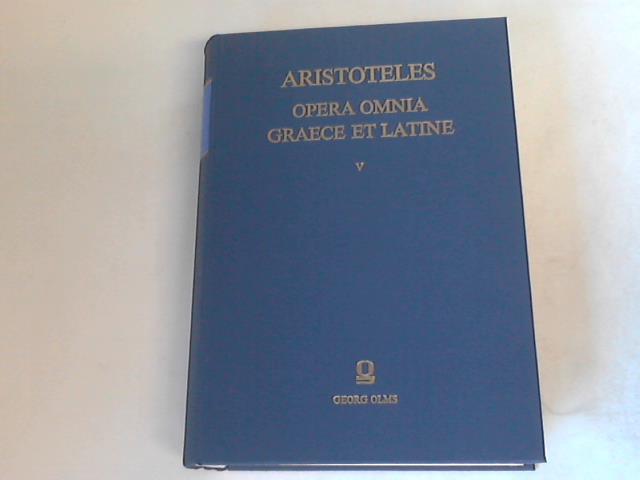 ARISTOTELES
OPERA OMNIA
GRAECE ET LATINE
V
GEORG OLMS